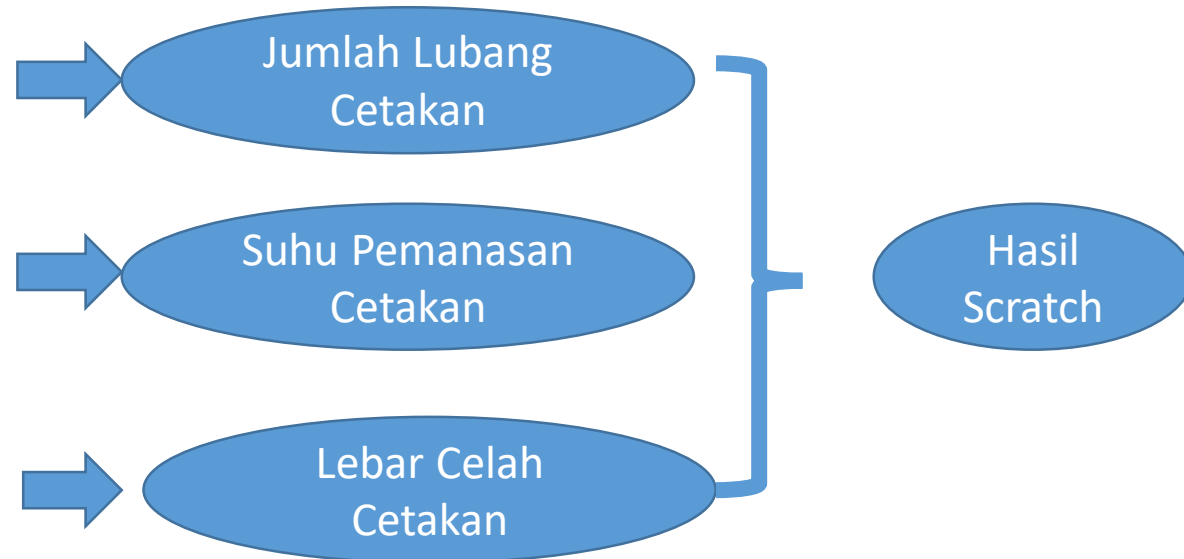 Jumlah Lubang
Cetakan
Suhu Pemanasan
Cetakan
Hasil
Scratch
Lebar Celah
Cetakan